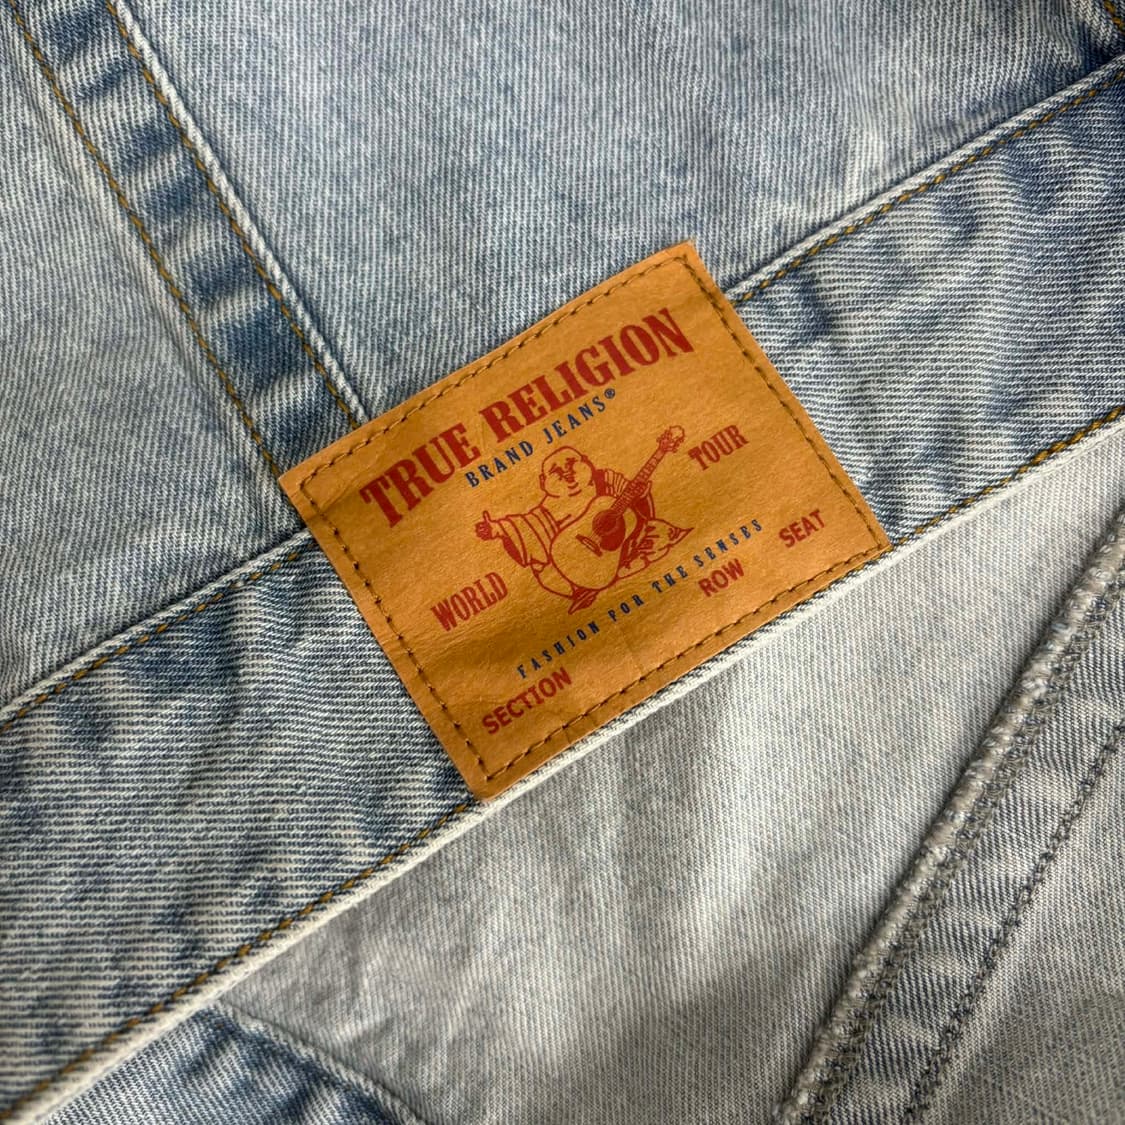 TRUE RELIGION
BRAND JEANS®
WORLD TOUR
FASHION FOR THE SENSES
SECTION ROW SEAT